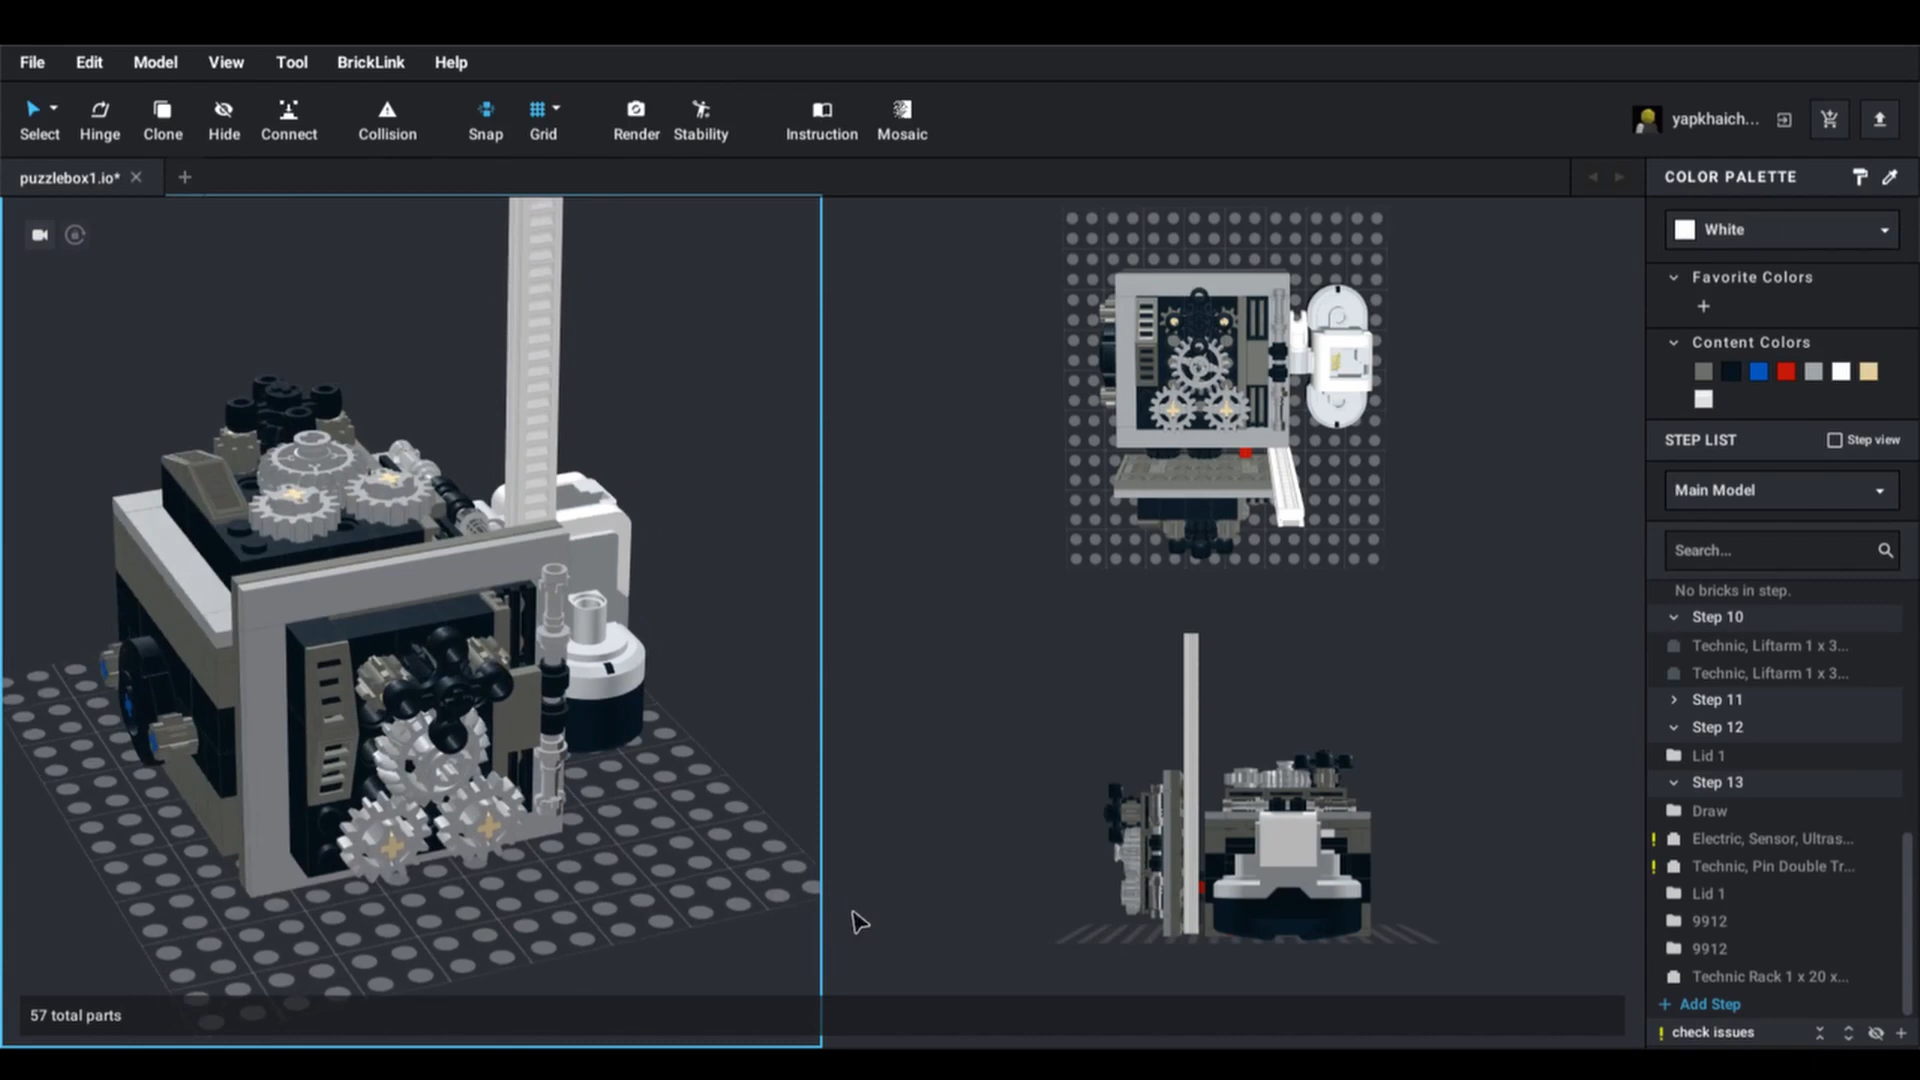 File Edit Model View Tool BrickLink Help
Select Hinge Clone Hide Connect Collision Snap Grid Render Stability Instruction Mosaic
yapkhaich...
puzzlebox1.io*
COLOR PALETTE
White
Favorite Colors
Content Colors
STEP LIST Step view
Main Model
Search...
No bricks in step.
Step 10
Technic, Liftarm 1 x 3...
Technic, Liftarm 1 x 3...
Step 11
Step 12
Lid 1
Step 13
Draw
Electric, Sensor, Ultras...
Technic, Pin Double Tr...
Lid 1
9912
9912
Technic Rack 1 x 20 x...
+ Add Step
! check issues
57 total parts